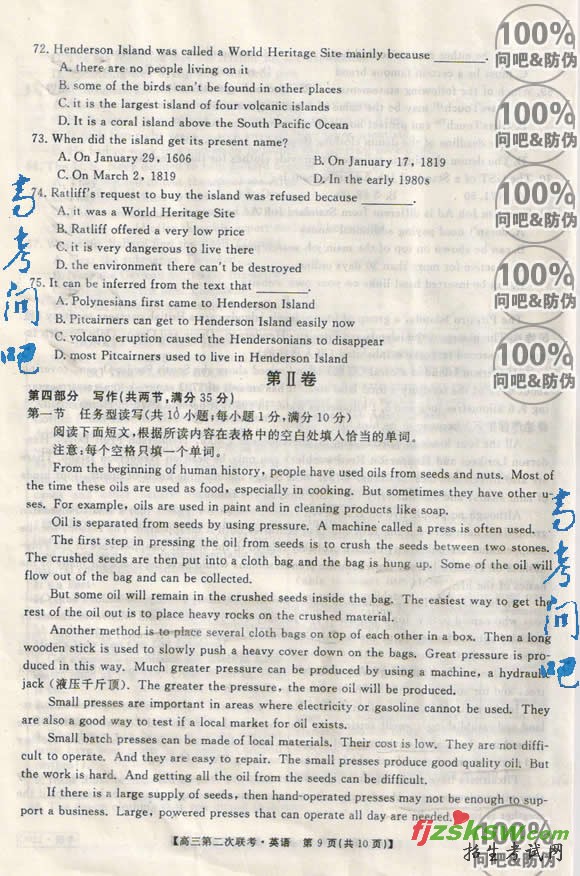 72. Henderson Island was called a World Heritage Site mainly because ________.
A. there are no people living on it
B. some of the birds can't be found in other places
C. it is the largest island of four volcanic islands
D. It is a coral island above the South Pacific Ocean
73. When did the island get its present name?
A. On January 29, 1606 B. On January 17, 1819
C. On March 2, 1819 D. In the early 1980s
74. Ratliff's request to buy the island was refused because ________.
A. it was a World Heritage Site
B. Ratliff offered a very low price
C. it is very dangerous to live there
D. the environment there can't be destroyed
75. It can be inferred from the text that ________.
A. Polynesians first came to Henderson Island
B. Pitcairners can get to Henderson Island easily now
C. volcano eruption caused the Hendersonians to disappear
D. most Pitcairners used to live in Henderson Island
第Ⅱ卷
第四部分 写作(共两节,满分35分)
第一节 任务型读写(共10小题;每小题1分,满分10分)
阅读下面短文,根据所读内容在表格中的空白处填入恰当的单词。
注意:每个空格只填一个单词。
From the beginning of human history, people have used oils from seeds and nuts. Most of
the time these oils are used as food, especially in cooking. But sometimes they have other u-
ses. For example, oils are used in paint and in cleaning products like soap.
Oil is separated from seeds by using pressure. A machine called a press is often used.
The first step in pressing the oil from seeds is to crush the seeds between two stones.
The crushed seeds are then put into a cloth bag and the bag is hung up. Some of the oil will
flow out of the bag and can be collected.
But some oil will remain in the crushed seeds inside the bag. The easiest way to get the
rest of the oil out is to place heavy rocks on the crushed material.
Another method is to place several cloth bags on top of each other in a box. Then a long
wooden stick is used to slowly push a heavy cover down on the bags. Great pressure is pro-
duced in this way. Much greater pressure can be produced by using a machine, a hydraulic
jack (液压千斤顶). The greater the pressure, the more oil will be produced.
Small presses are important in areas where electricity or gasoline cannot be used. They
are also a good way to test if a local market for oil exists.
Small batch presses can be made of local materials. Their cost is low. They are not diffi-
cult to operate. And they are easy to repair. The small presses produce good quality oil. But
the work is hard. And getting all the oil from the seeds can be difficult.
If there is a large supply of seeds, then hand-operated presses may not be enough to sup-
port a business. Large, powered presses that can operate all day are needed.
【高三第二次联考·英语 第9页(共10页)】
高考问吧
高考问吧
100%
问吧&防伪
100%
问吧&防伪
100%
问吧&防伪
100%
问吧&防伪
100%
问吧&防伪
100%
问吧&防伪
fjzsksw.com
招生考试网